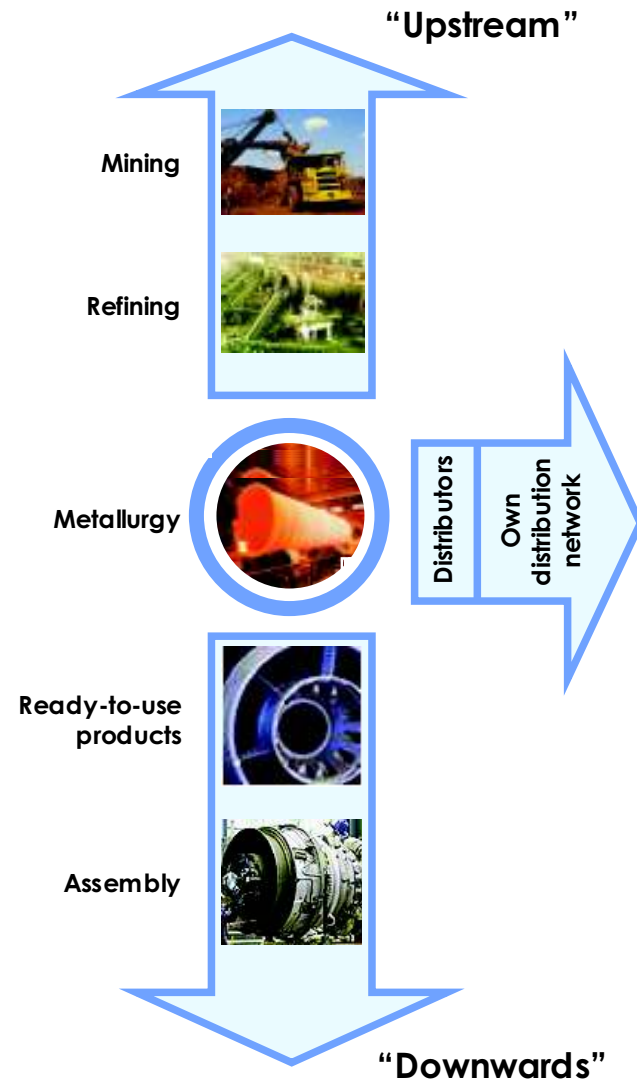 “Upstream”
Mining
Refining
Metallurgy
Distributors
Own
distribution
network
Ready-to-use
products
Assembly
“Downwards”